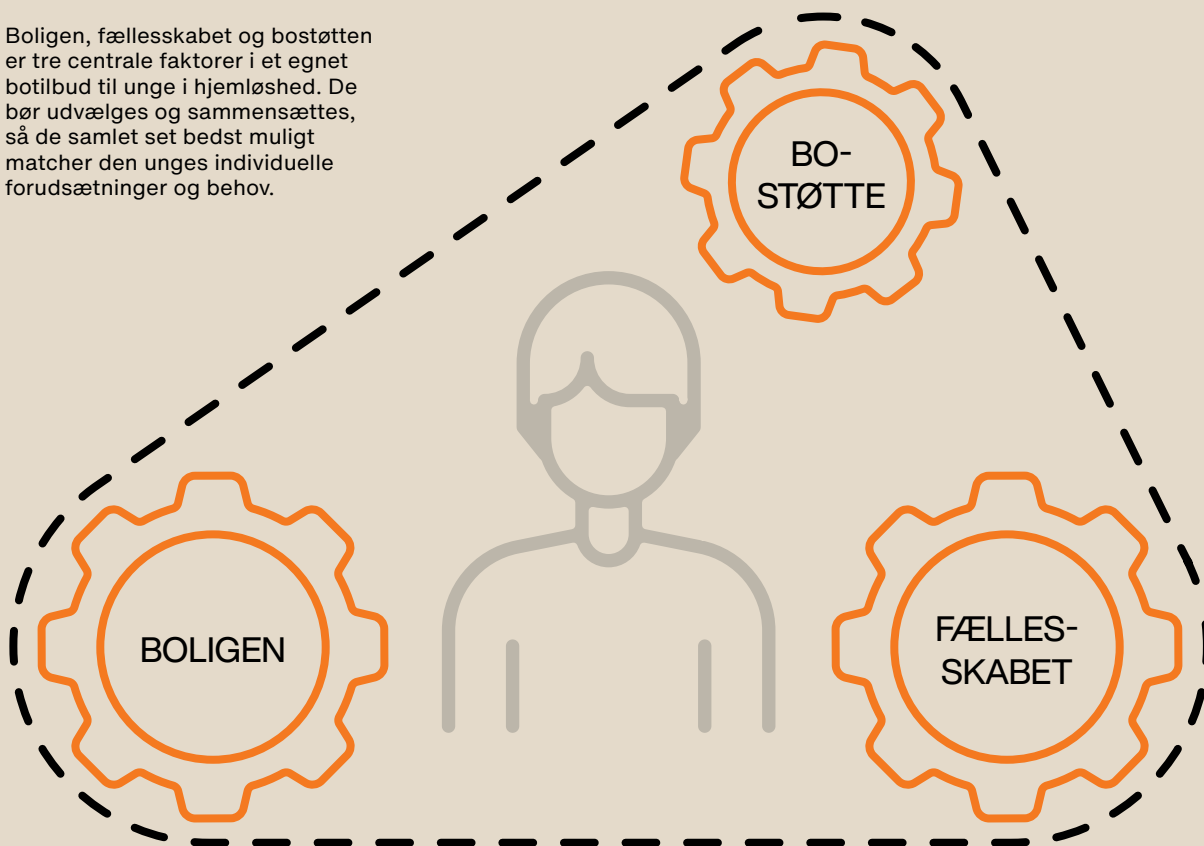 Boligen, fællesskabet og bostøtten
er tre centrale faktorer i et egnet
botilbud til unge i hjemløshed. De
bør udvælges og sammensættes,
så de samlet set bedst muligt
matcher den unges individuelle
forudsætninger og behov.
BO-
STØTTE
BOLIGEN
FÆLLES-
SKABET